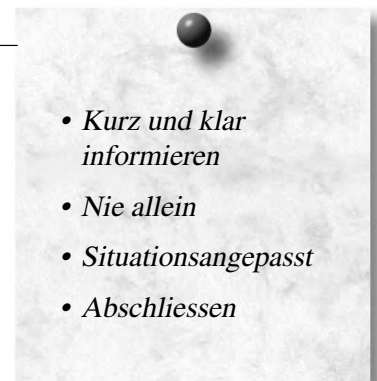 • Kurz und klar
informieren
• Nie allein
• Situationsangepasst
• Abschliessen